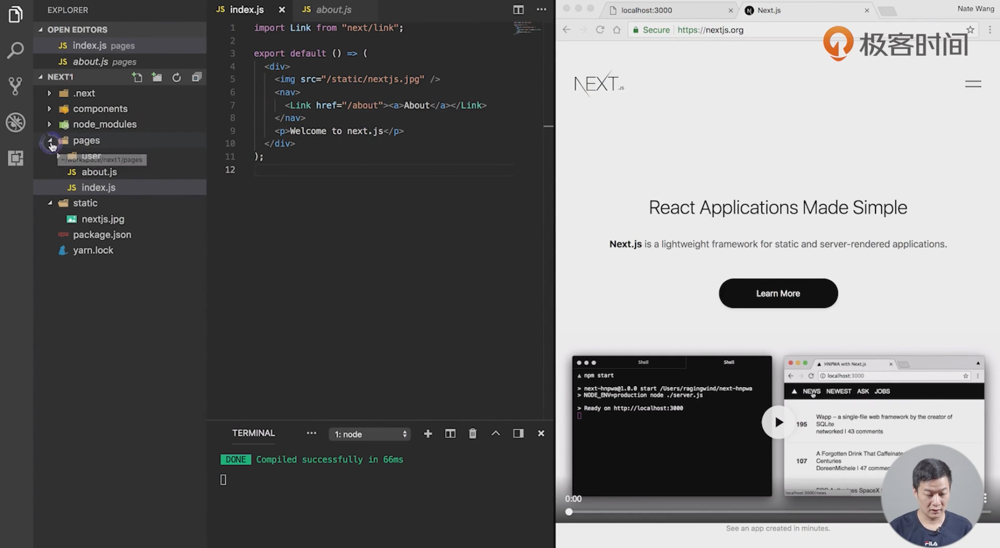 EXPLORER
OPEN EDITORS
JS index.js pages
JS about.js pages
NEXT1
.next
components
node_modules
pages
user
~/workspace/next1/pages
JS about.js
JS index.js
static
nextjs.jpg
package.json
yarn.lock
JS index.js
JS about.js
1 import Link from "next/link";
2
3 export default () => (
4 <div>
5 <img src="/static/nextjs.jpg" />
6 <nav>
7 <Link href="/about"><a>About</a></Link>
8 </nav>
9 <p>Welcome to next.js</p>
10 </div>
11 );
12
TERMINAL
1: node
DONE Compiled successfully in 66ms
localhost:3000
Next.js
Nate Wang
Secure https://nextjs.org
极客时间
NEXT.JS
React Applications Made Simple
Next.js is a lightweight framework for static and server-rendered applications.
Learn More
Shell
Shell
▲ npm start
> next-hnpwa@1.0.0 start /Users/ragingwind/next-hnpwa
> NODE_ENV=production node ./server.js
> Ready on http://localhost:3000
HNPWA with Next.js
localhost:3000
NEWS NEWEST ASK JOBS
195
Wapp – a single-file web framework by the creator of
SQLite
networked | 43 comments
107
A Forgotten Drink That Caffeinate
Centuries
DoreenMichele | 47 comme
localhost:3000/news
0:00
See an app created in minutes.
FILA